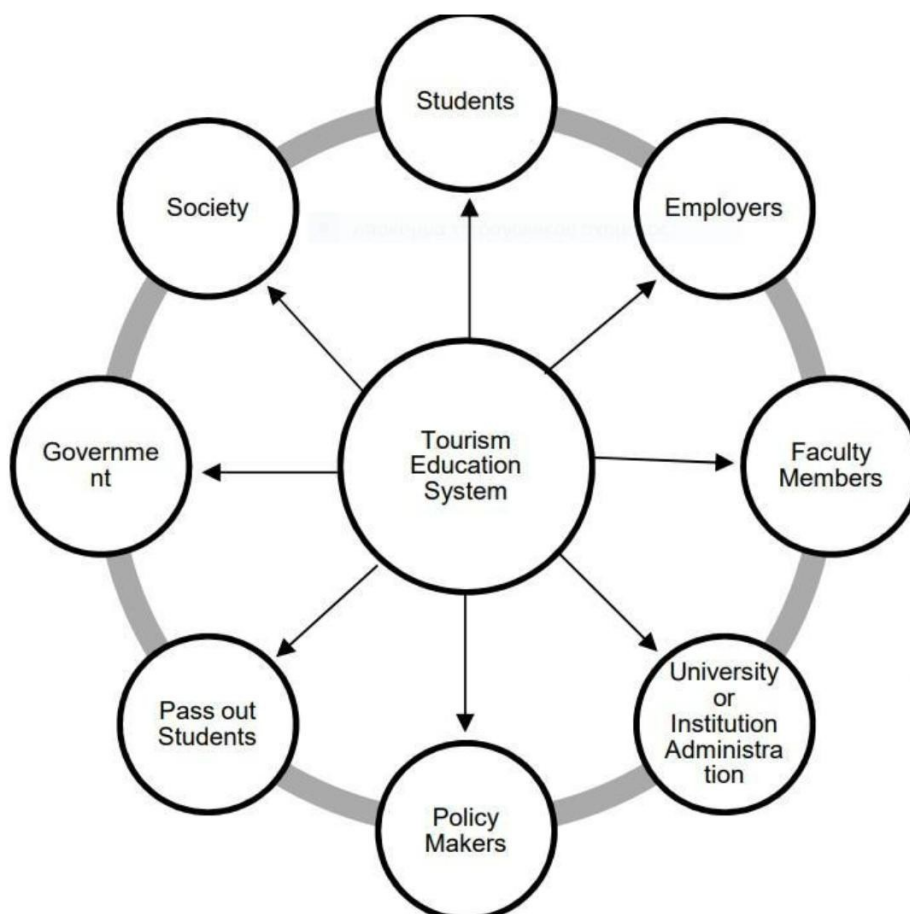 Students
Society
Employers
Tourism
Education
System
Governme
nt
Faculty
Members
Pass out
Students
University
or
Institution
Administra
tion
Policy
Makers